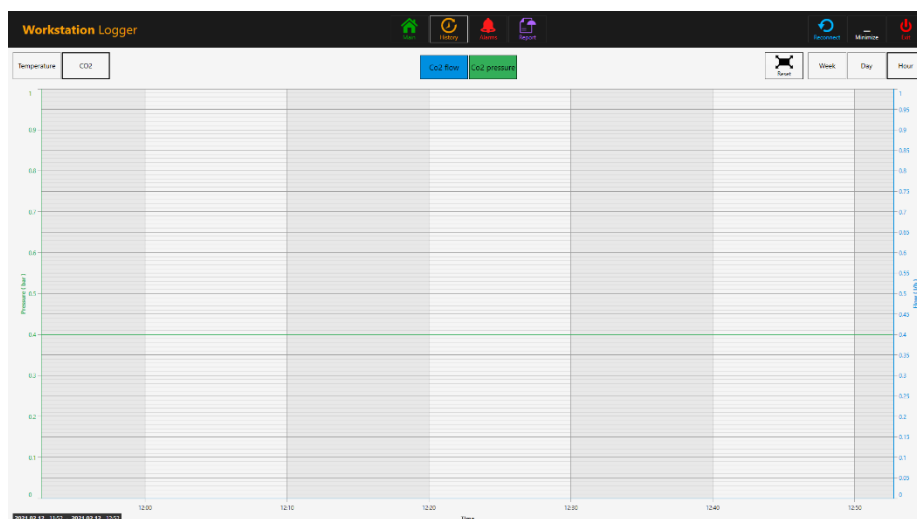 Workstation Logger
Main
History
Alarms
Report
Reconnect
Minimize
Exit
Temperature
CO2
Co2 flow
Co2 pressure
Reset
Week
Day
Hour
1
0.9
0.8
0.7
0.6
0.5
0.4
0.3
0.2
0.1
0
Pressure ( bar )
1
0.95
0.9
0.85
0.8
0.75
0.7
0.65
0.6
0.55
0.5
0.45
0.4
0.35
0.3
0.25
0.2
0.15
0.1
0.05
0
12:00
12:10
12:20
12:30
12:40
12:50
Time